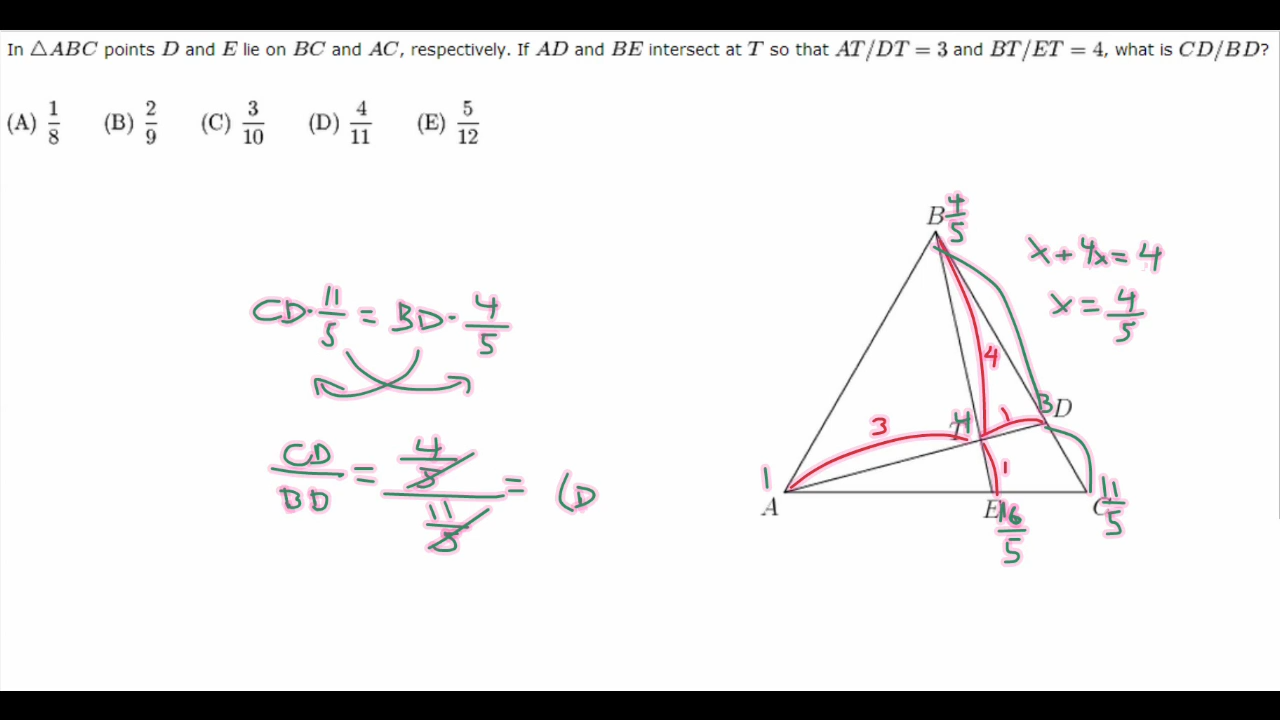 In △ABC points D and E lie on BC and AC, respectively. If AD and BE intersect at T so that AT/DT = 3 and BT/ET = 4, what is CD/BD?
(A) 1/8 (B) 2/9 (C) 3/10 (D) 4/11 (E) 5/12
B 4/5
x + 4x = 4
x = 4/5
CD · 11/5 = BD · 4/5
4
3 D
3 4 1
1 1
A E 16/5 C 11/5
CD/BD = (4/5)/(11/5) = (D